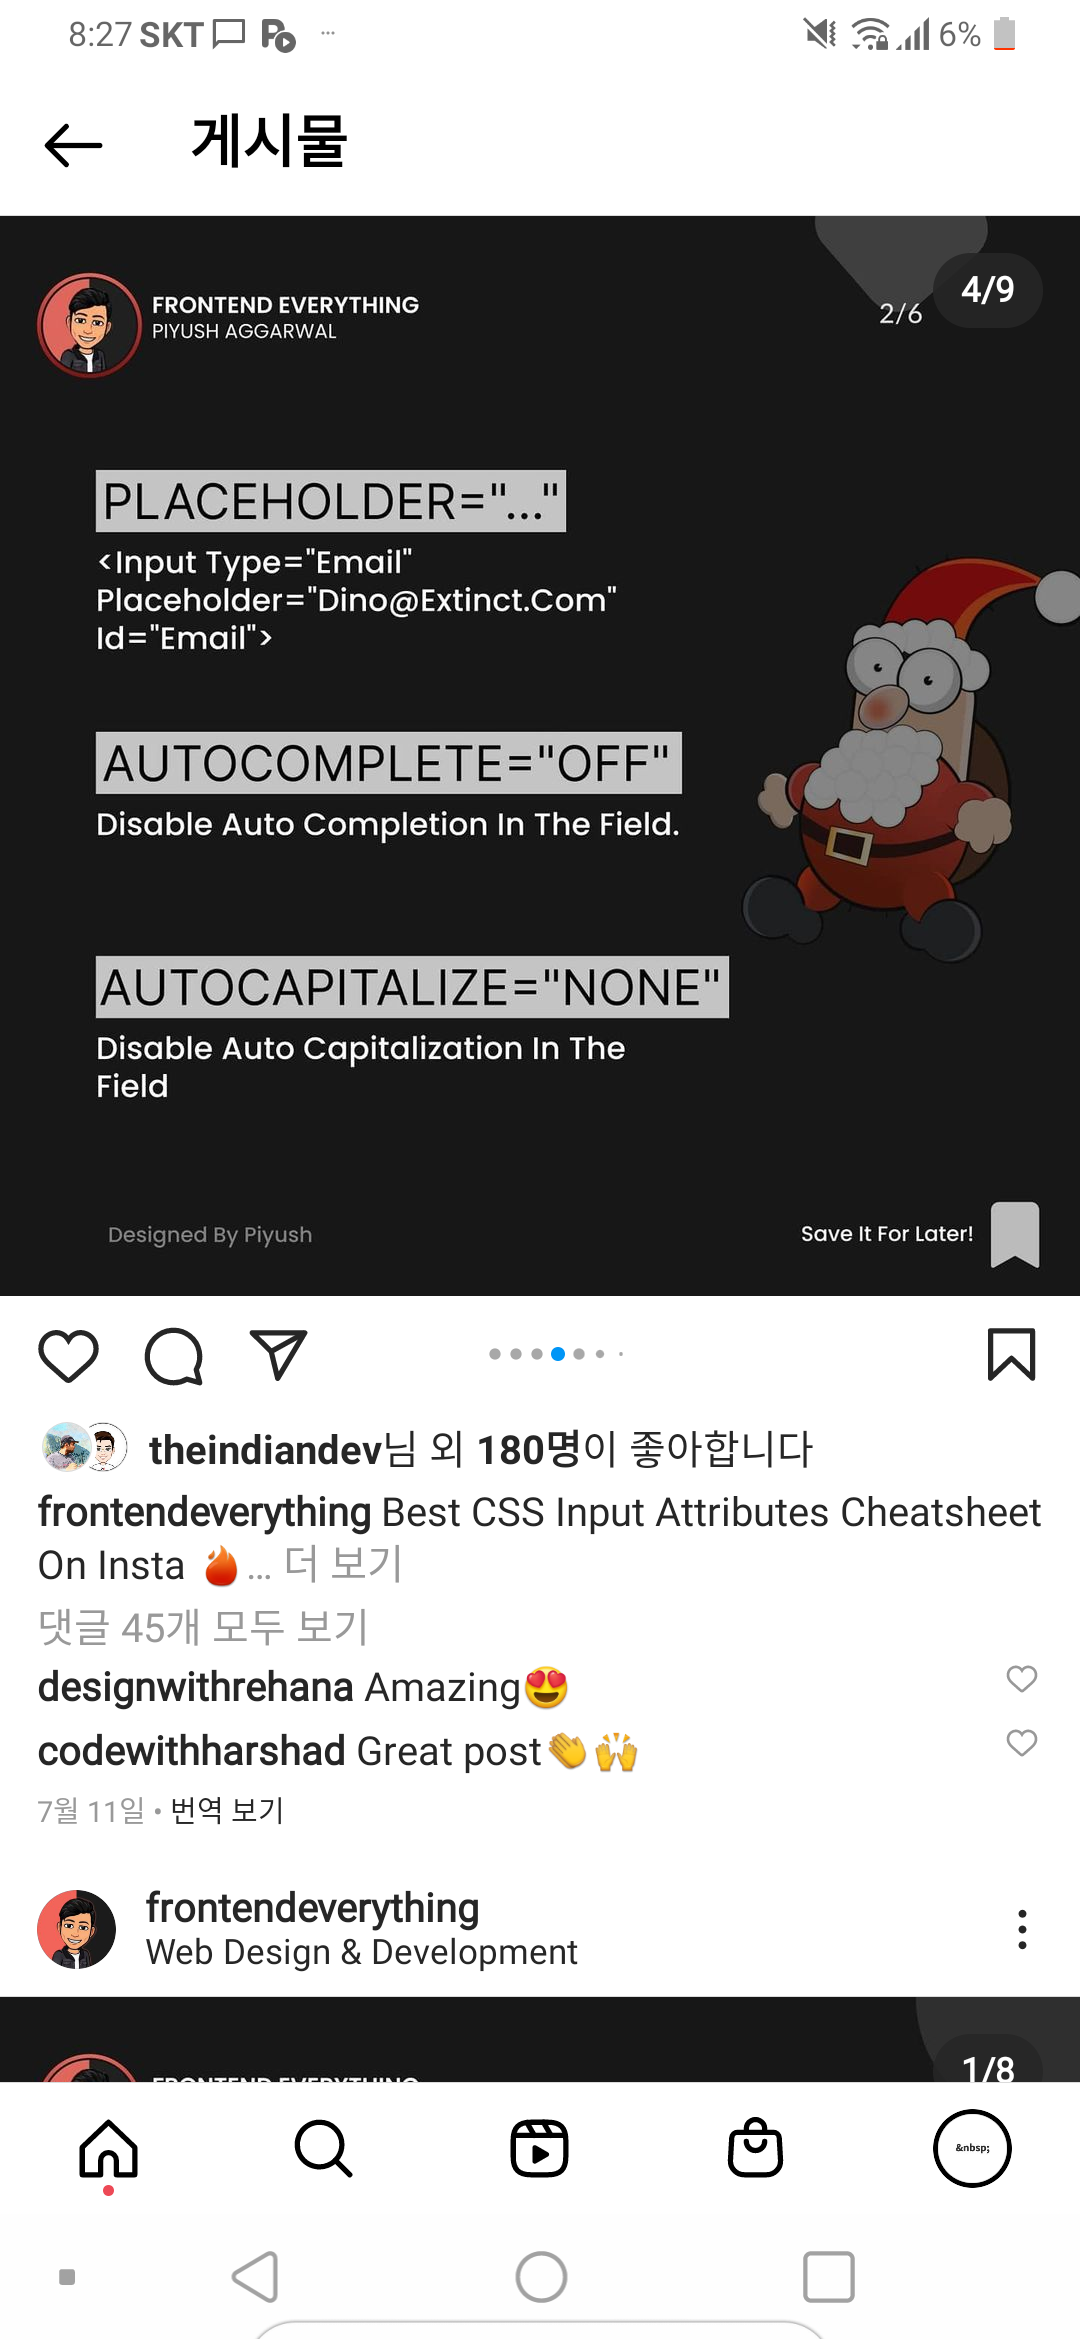 8:27 SKT
6%
게시물
FRONTEND EVERYTHING
PIYUSH AGGARWAL
2/6
4/9
PLACEHOLDER="..."
<Input Type="Email"
Placeholder="Dino@Extinct.Com"
Id="Email">
AUTOCOMPLETE="OFF"
Disable Auto Completion In The Field.
AUTOCAPITALIZE="NONE"
Disable Auto Capitalization In The
Field
Designed By Piyush
Save It For Later!
theindiandev님 외 180명이 좋아합니다
frontendeverything Best CSS Input Attributes Cheatsheet
On Insta 🔥... 더 보기
댓글 45개 모두 보기
designwithrehana Amazing😍
codewithharshad Great post👏🙌
7월 11일 • 번역 보기
frontendeverything
Web Design & Development
FRONTEND EVERYTHING
1/8
&nbsp;